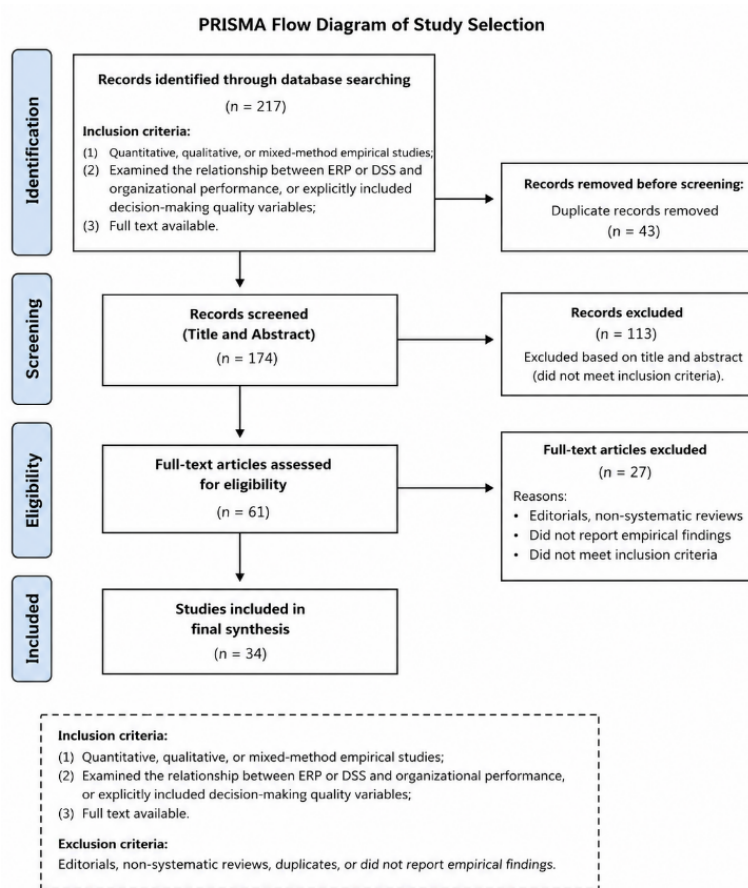 PRISMA Flow Diagram of Study Selection
Identification
Records identified through database searching
(n = 217)
Inclusion criteria:
(1) Quantitative, qualitative, or mixed-method empirical studies;
(2) Examined the relationship between ERP or DSS and
organizational performance, or explicitly included
decision-making quality variables;
(3) Full text available.
Records removed before screening:
Duplicate records removed
(n = 43)
Screening
Records screened
(Title and Abstract)
(n = 174)
Records excluded
(n = 113)
Excluded based on title and abstract
(did not meet inclusion criteria).
Eligibility
Full-text articles assessed
for eligibility
(n = 61)
Full-text articles excluded
(n = 27)
Reasons:
• Editorials, non-systematic reviews
• Did not report empirical findings
• Did not meet inclusion criteria
Included
Studies included in
final synthesis
(n = 34)
Inclusion criteria:
(1) Quantitative, qualitative, or mixed-method empirical studies;
(2) Examined the relationship between ERP or DSS and organizational performance,
or explicitly included decision-making quality variables;
(3) Full text available.
Exclusion criteria:
Editorials, non-systematic reviews, duplicates, or did not report empirical findings.